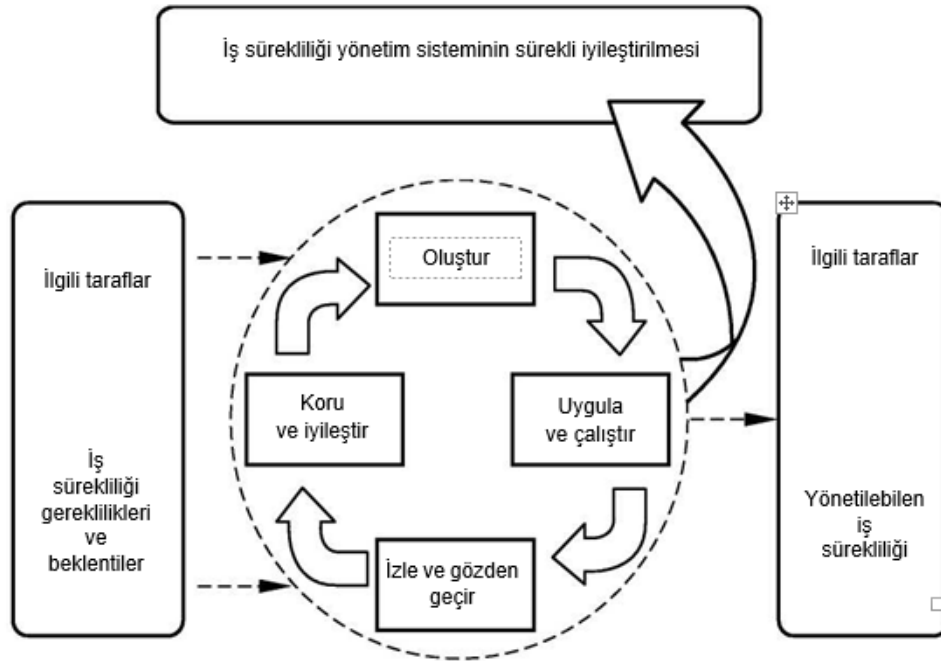 İş sürekliliği yönetim sisteminin sürekli iyileştirilmesi
İlgili taraflar
İş
sürekliliği
gereklilikleri
ve
beklentiler
Oluştur
Koru
ve iyileştir
Uygula
ve çalıştır
İzle ve gözden
geçir
İlgili taraflar
Yönetilebilen
iş
sürekliliği